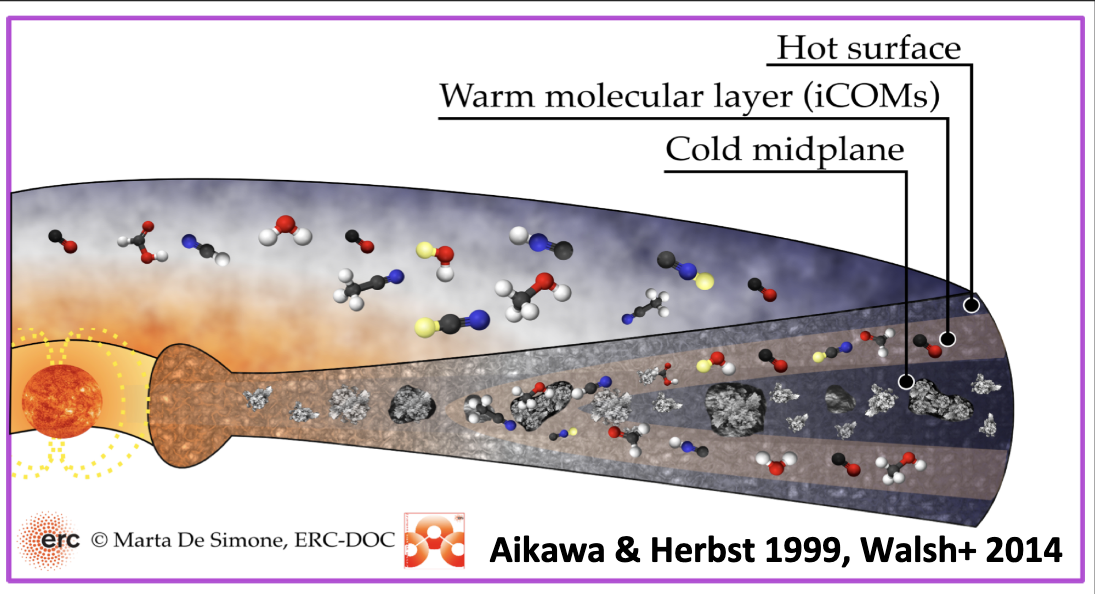 Hot surface
Warm molecular layer (iCOMs)
Cold midplane
erc © Marta De Simone, ERC-DOC
Aikawa & Herbst 1999, Walsh+ 2014